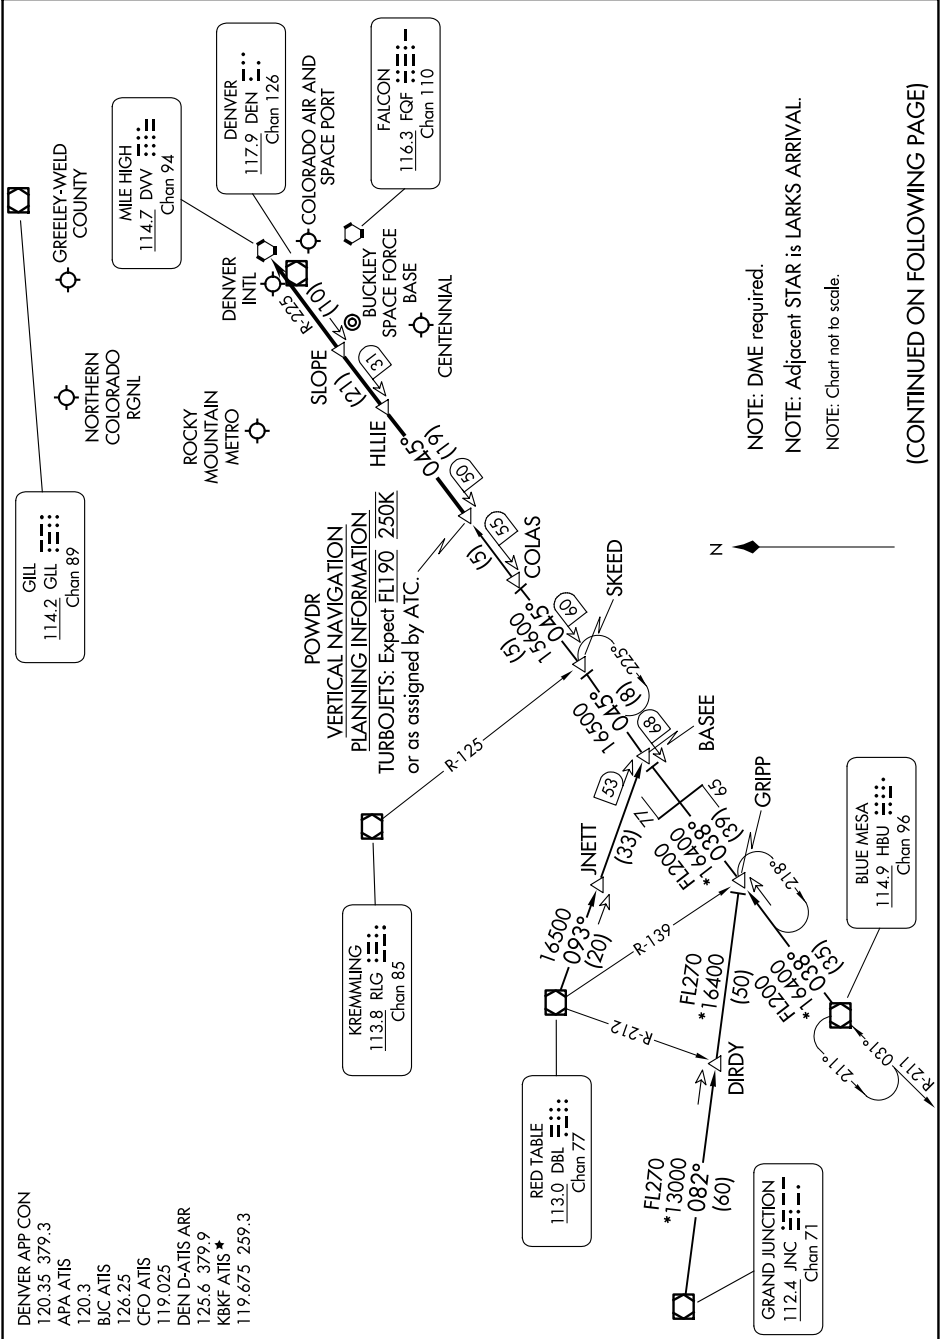 DENVER APP CON
120.35 379.3
APA ATIS
120.3
BJC ATIS
126.25
CFO ATIS
119.025
DEN D-ATIS ARR
125.6 379.9
KBKF ATIS ★
119.675 259.3
GILL
114.2 GLL
Chan 89
NORTHERN
COLORADO
RGNL
GREELEY-WELD
COUNTY
ROCKY
MOUNTAIN
METRO
MILE HIGH
114.7 DVV
Chan 94
DENVER
117.9 DEN
Chan 126
DENVER
INTL
COLORADO AIR AND
SPACE PORT
FALCON
116.3 FQF
Chan 110
BUCKLEY
SPACE FORCE
BASE
CENTENNIAL
R-225
(10)
SLOPE
31
(21)
HLLIE
045°
(19)
50
POWDR
VERTICAL NAVIGATION
PLANNING INFORMATION
TURBOJETS: Expect FL190 250K
or as assigned by ATC.
(5)
55
COLAS
15600
045°
(5)
60
SKEED
225°
16500
045°
(8)
68
BASEE
KREMMLING
113.8 RLG
Chan 85
R-125
53
JNETT
(33)
16500
093°
(20)
77
65
FL200
*16400
038°
(39)
GRIPP
218°
RED TABLE
113.0 DBL
Chan 77
R-139
R-212
FL270
*16400
(50)
DIRDY
FL200
*16400
038°
(35)
BLUE MESA
114.9 HBU
Chan 96
211°
031°
R-211
FL270
*13000
082°
(60)
GRAND JUNCTION
112.4 JNC
Chan 71
N
NOTE: DME required.
NOTE: Adjacent STAR is LARKS ARRIVAL.
NOTE: Chart not to scale.
(CONTINUED ON FOLLOWING PAGE)